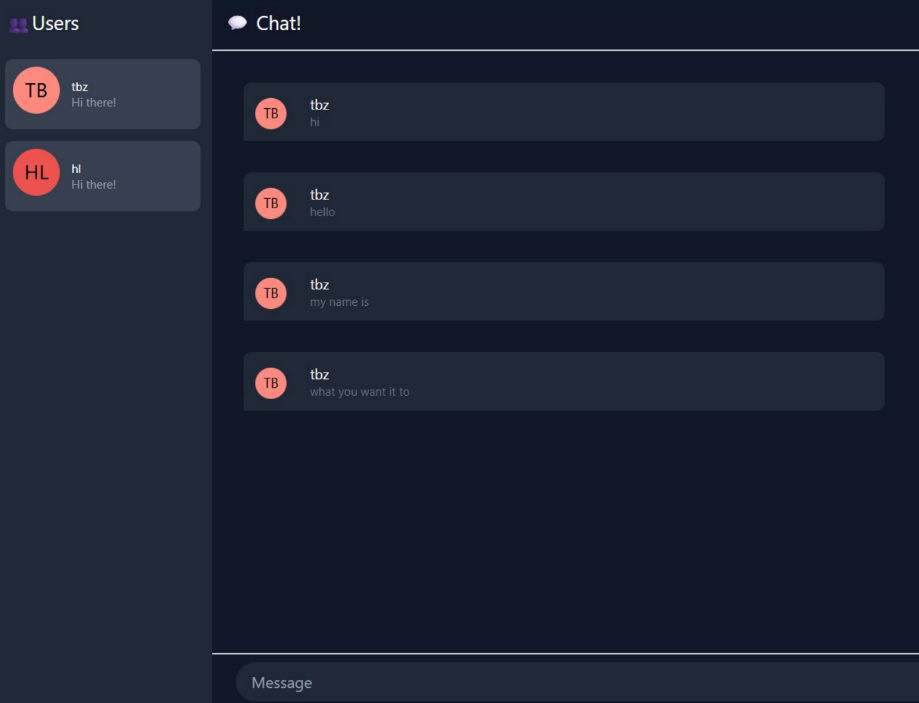 Users
TB
tbz
Hi there!
HL
hl
Hi there!
Chat!
TB
tbz
hi
TB
tbz
hello
TB
tbz
my name is
TB
tbz
what you want it to
Message